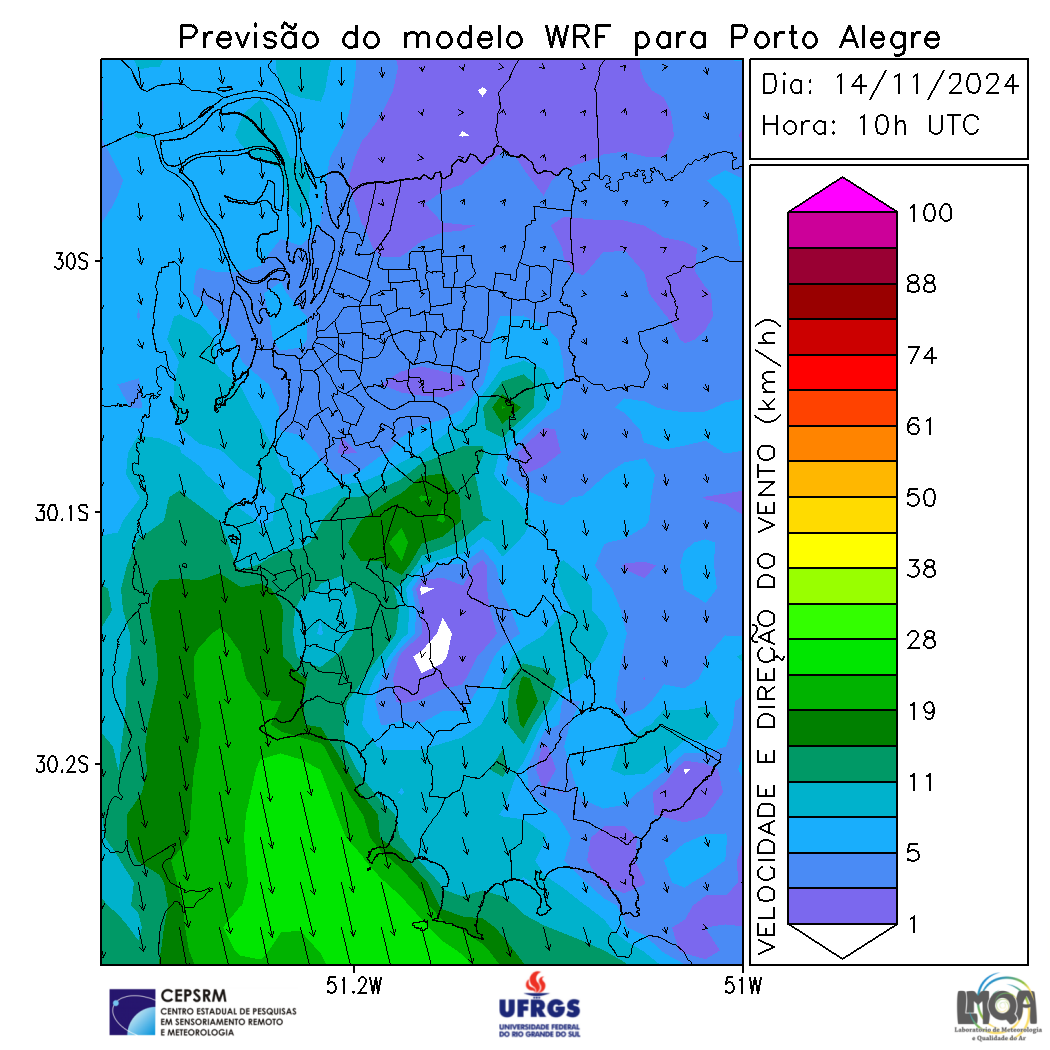 Previsão do modelo WRF para Porto Alegre
Dia: 14/11/2024
Hora: 10h UTC
30S
30.1S
30.2S
51.2W
51W
VELOCIDADE E DIREÇÃO DO VENTO (km/h)
100
88
74
61
50
38
28
19
11
5
1
CEPSRM
CENTRO ESTADUAL DE PESQUISAS
EM SENSORIAMENTO REMOTO
E METEOROLOGIA
UFRGS
UNIVERSIDADE FEDERAL
DO RIO GRANDE DO SUL
LMQA
Laboratório de Meteorologia
e Qualidade do Ar